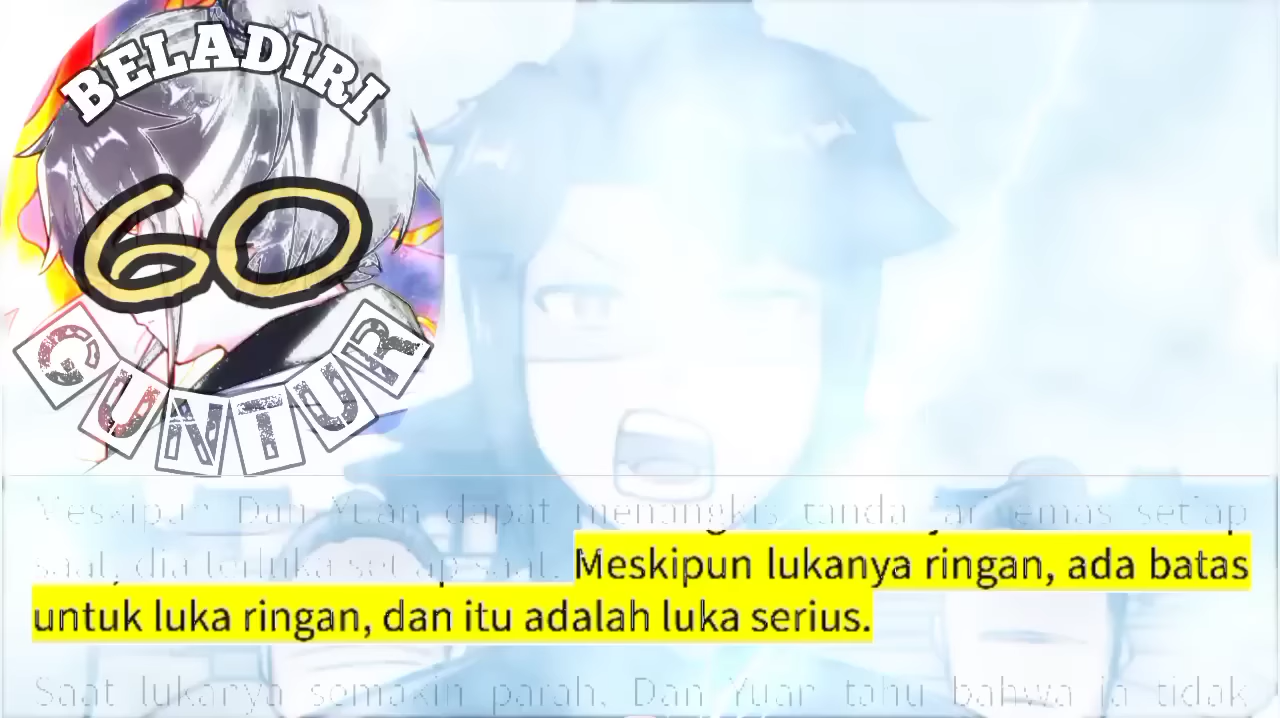 BELADIRI
60
GUNTUR
Meskipun Dan Yuan dapat menangkis tanda jari emas setiap
saat, dia terluka setiap saat. Meskipun lukanya ringan, ada batas
untuk luka ringan, dan itu adalah luka serius.
Saat lukanya semakin parah, Dan Yuan tahu bahwa ia tidak